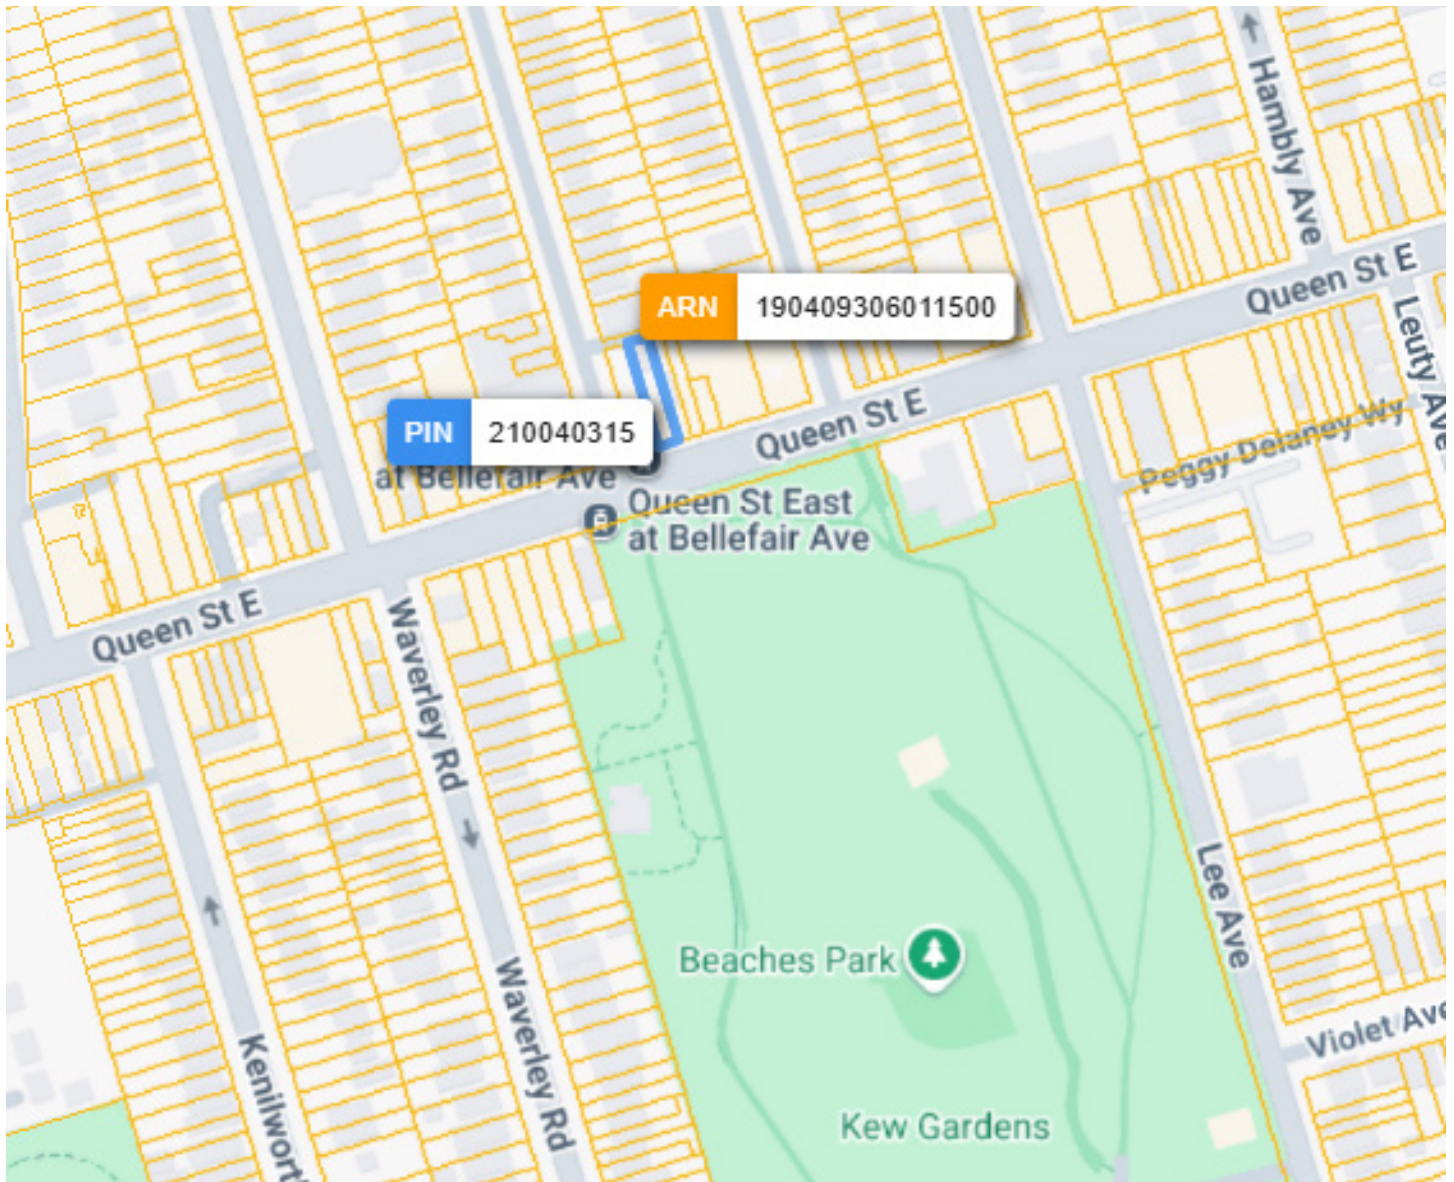 Hambly Ave
Queen St E
ARN 190409306011500
Leuty Ave
PIN 210040315
Queen St E
Peggy Delaney Wy
at Bellefair Ave
Queen St East
at Bellefair Ave
Queen St E
Waverley Rd
Lee Ave
Beaches Park
Waverley Rd
Violet Ave
Kew Gardens